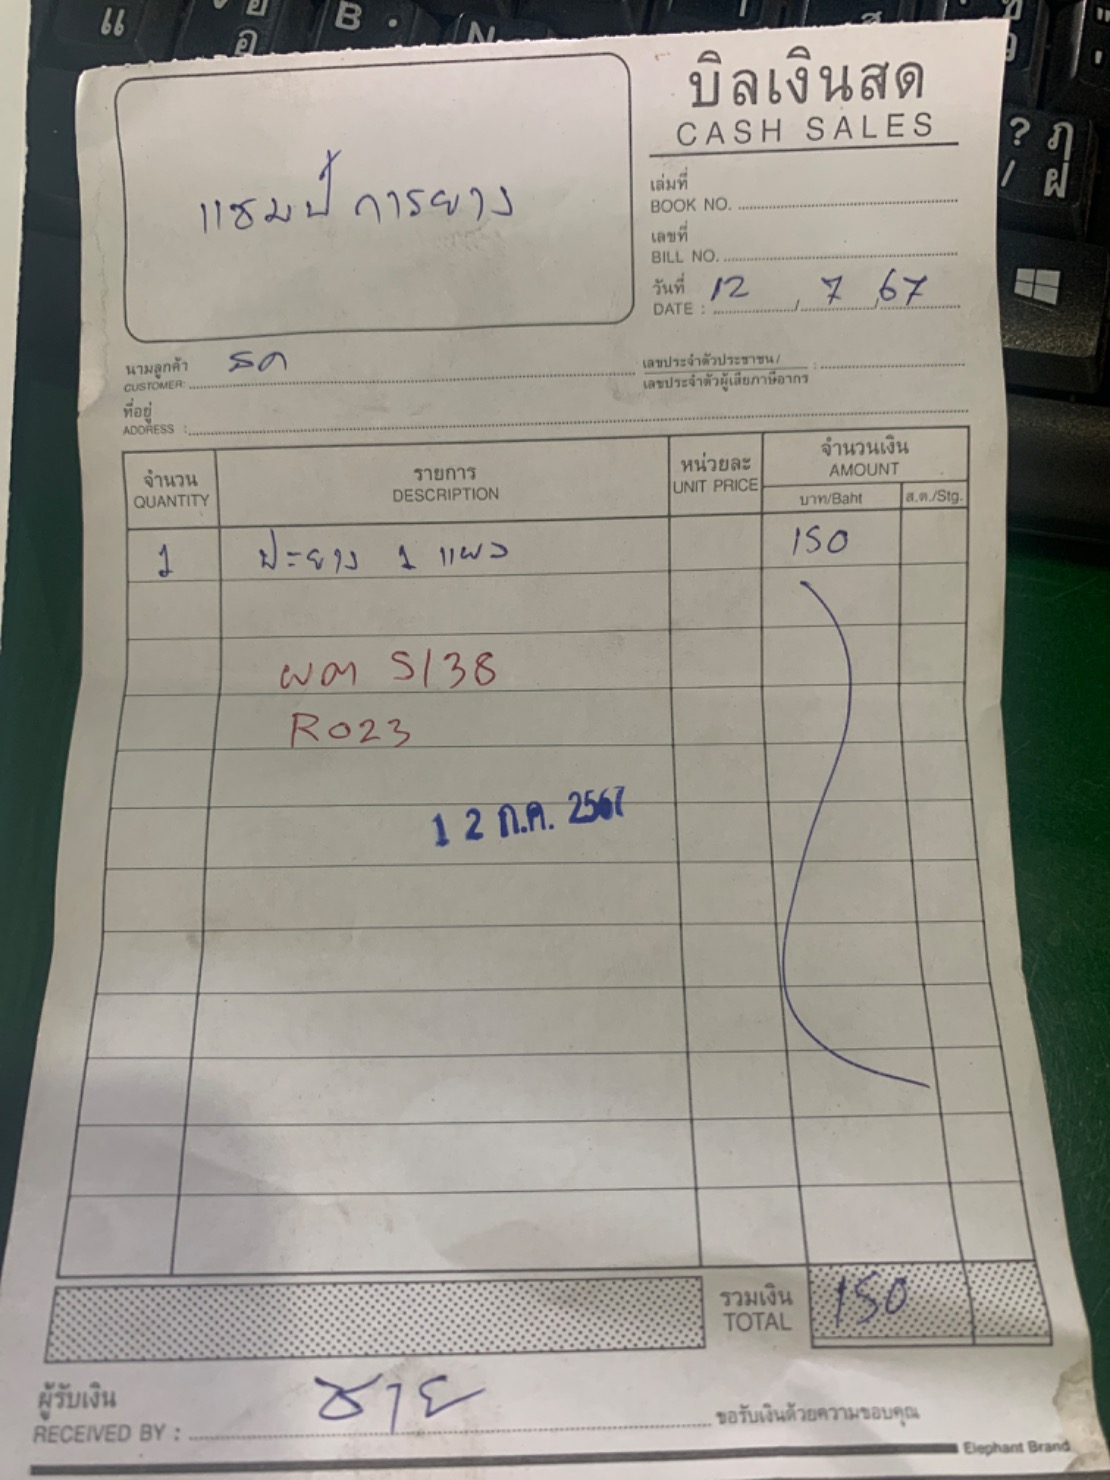 แชมป์ การยาง
บิลเงินสด
CASH SALES
เล่มที่
BOOK NO.
เลขที่
BILL NO.
วันที่
DATE : 12 / 7 / 67
นามลูกค้า
CUSTOMER:
เลขประจำตัวประชาชน/
เลขประจำตัวผู้เสียภาษีอากร :
ที่อยู่
ADDRESS :
จำนวน
QUANTITY
รายการ
DESCRIPTION
หน่วยละ
UNIT PRICE
จำนวนเงิน
AMOUNT
บาท/Baht ส.ต./Stg.
1 ปะยาง 1 แผล 150
ผต 5138
R023
12 ก.ค. 2567
รวมเงิน
TOTAL
150
ผู้รับเงิน
RECEIVED BY : ชาย
ขอรับเงินด้วยความขอบคุณ
Elephant Brand